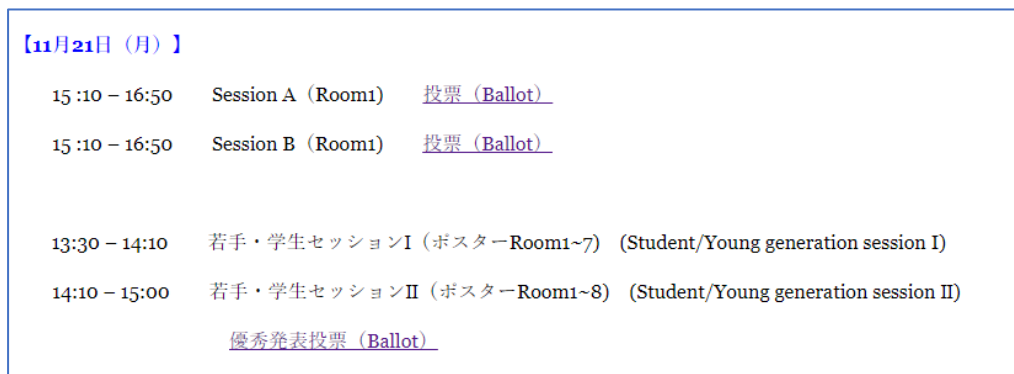 【11月21日（月）】
15 :10 – 16:50 Session A（Room1) 投票（Ballot）
15 :10 – 16:50 Session B（Room1) 投票（Ballot）
13:30 – 14:10 若手・学生セッションI（ポスターRoom1~7） (Student/Young generation session I)
14:10 – 15:00 若手・学生セッションII（ポスターRoom1~8） (Student/Young generation session II)
優秀発表投票（Ballot）